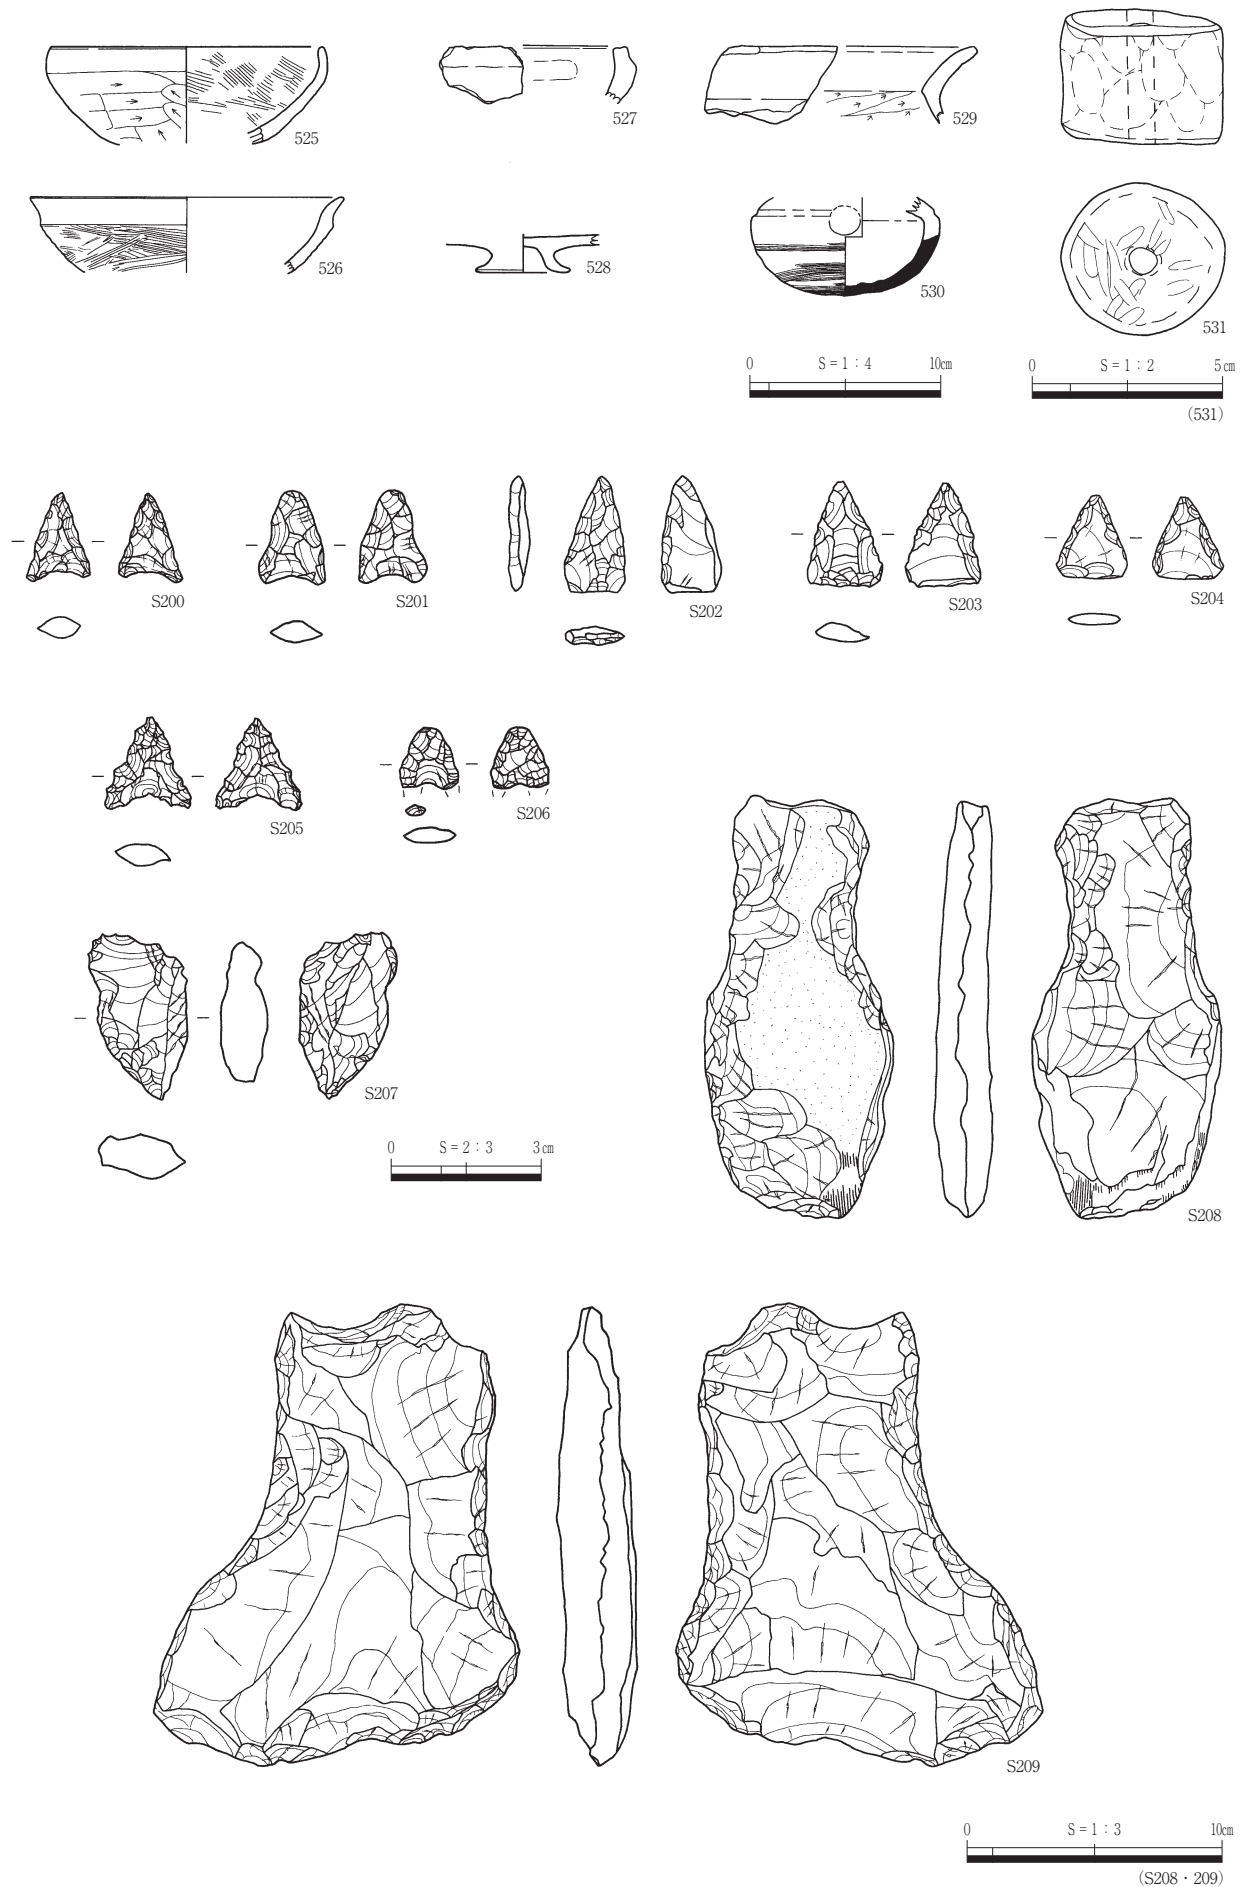 525
527
529
526
528
530
531
0 S=1:4 10㎝
0 S=1:2 5㎝
(531)
S200
S201
S202
S203
S204
S205
S206
S207
0 S=2:3 3㎝
S208
S209
0 S=1:3 10㎝
(S208・209)